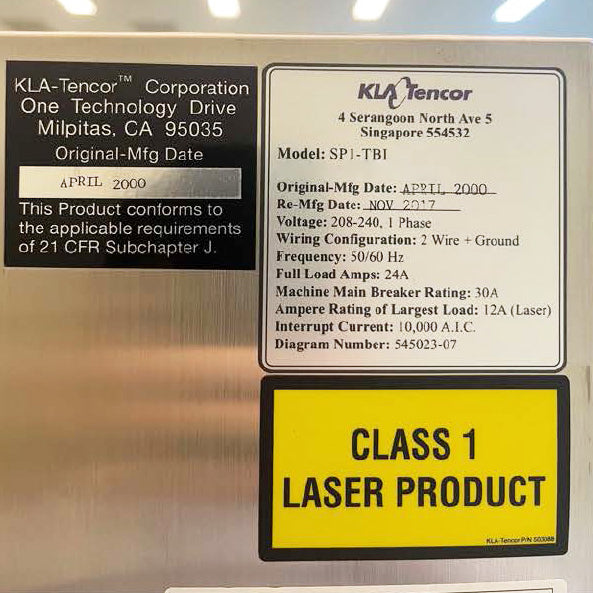 KLA-Tencor™ Corporation
One Technology Drive
Milpitas, CA 95035
Original-Mfg Date
APRIL 2000
This Product conforms to
the applicable requirements
of 21 CFR Subchapter J.
KLA Tencor
4 Serangoon North Ave 5
Singapore 554532
Model: SP1-TBI
Original-Mfg Date: APRIL 2000
Re-Mfg Date: NOV 2017
Voltage: 208-240, 1 Phase
Wiring Configuration: 2 Wire + Ground
Frequency: 50/60 Hz
Full Load Amps: 24A
Machine Main Breaker Rating: 30A
Ampere Rating of Largest Load: 12A (Laser)
Interrupt Current: 10,000 A.I.C.
Diagram Number: 545023-07
CLASS 1
LASER PRODUCT
KLA-Tencor P/N